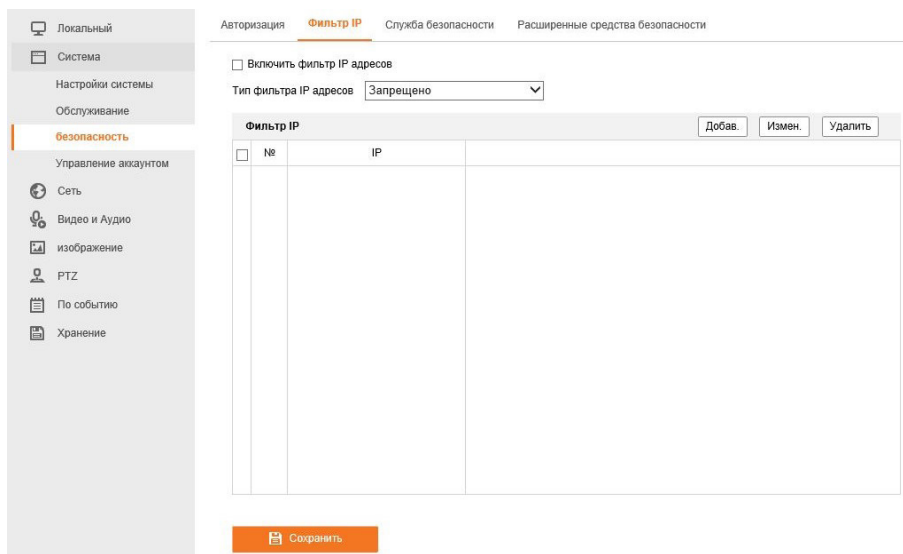 Локальный
Система
Настройки системы
Обслуживание
безопасность
Управление аккаунтом
Сеть
Видео и Аудио
изображение
PTZ
По событию
Хранение
Авторизация Фильтр IP Служба безопасности Расширенные средства безопасности
Включить фильтр IP адресов
Тип фильтра IP адресов Запрещено
Фильтр IP Добав. Измен. Удалить
№ IP
Сохранить